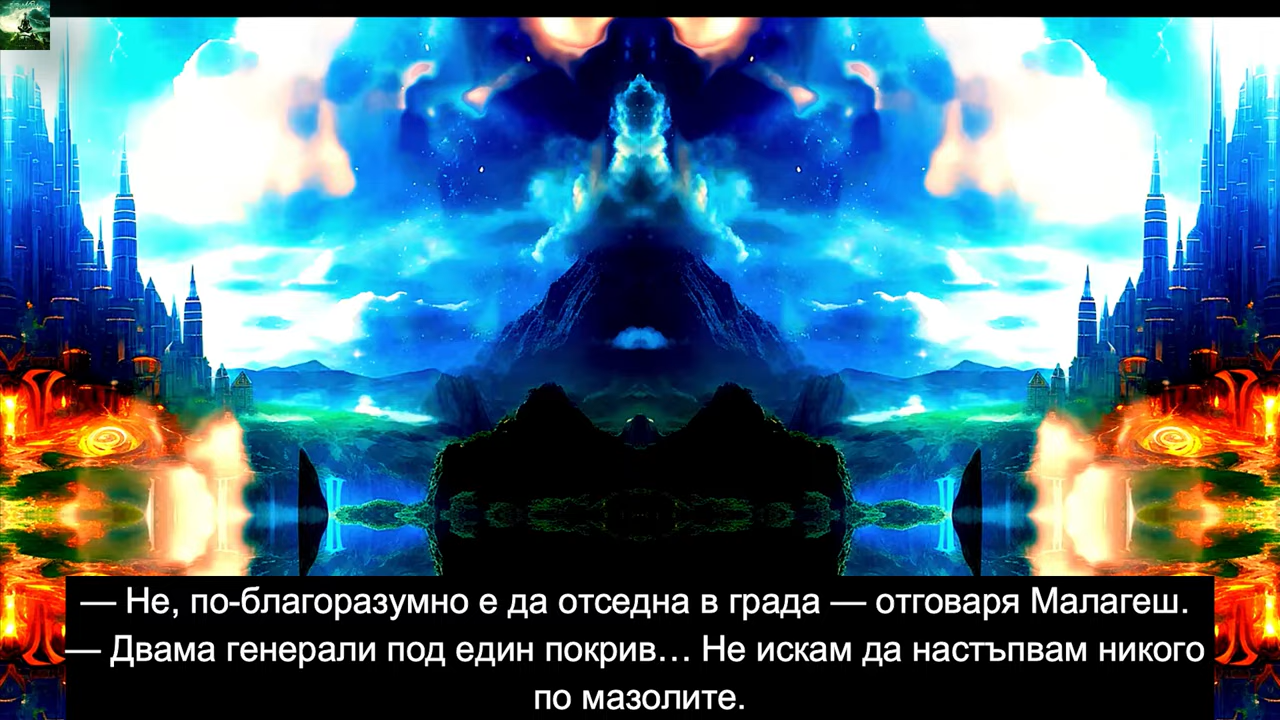 — Не, по-благоразумно е да отседна в града — отговаря Малагеш.
— Двама генерали под един покрив… Не искам да настъпвам никого
по мазолите.